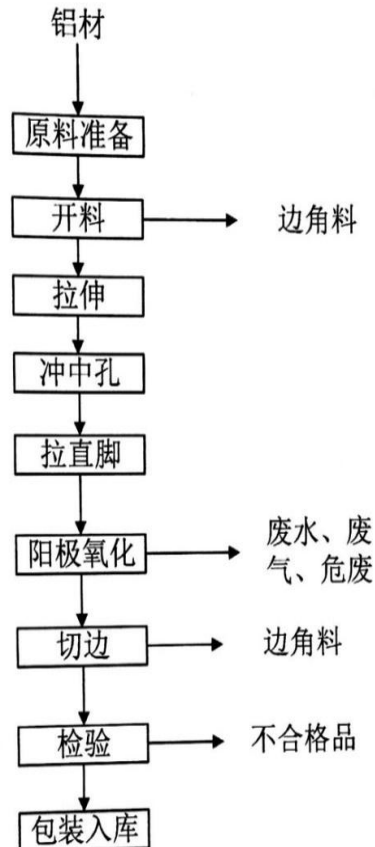 铝材
原料准备
开料
边角料
拉伸
冲中孔
拉直脚
阳极氧化
废水、废
气、危废
切边
边角料
检验
不合格品
包装入库